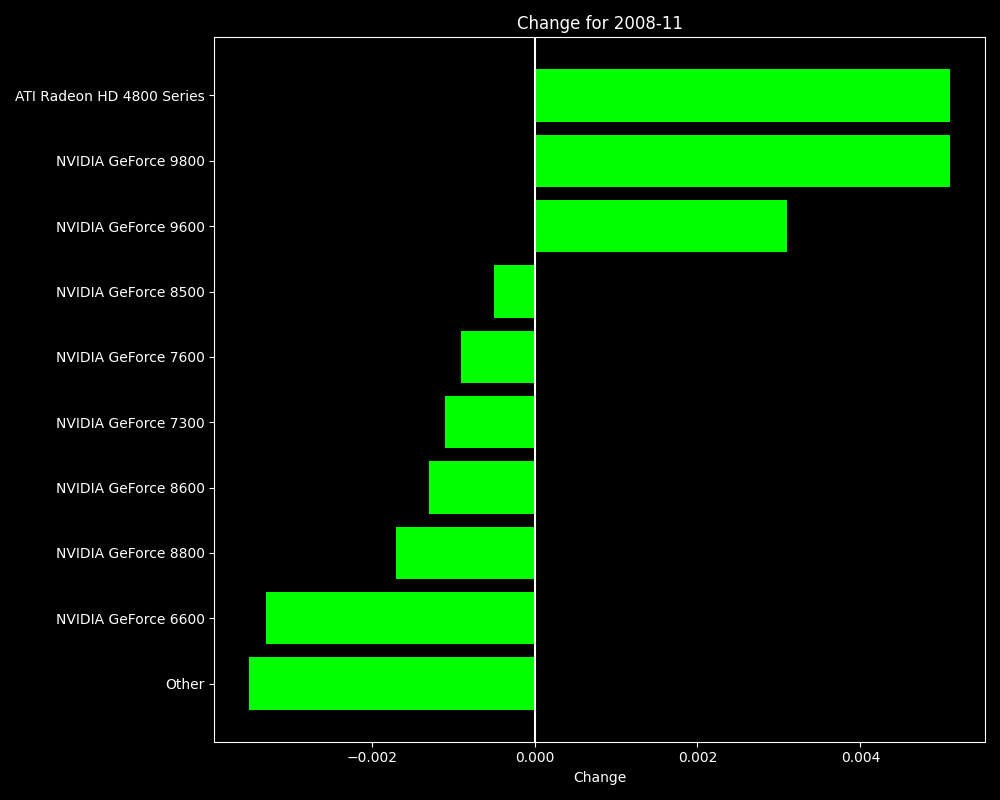 Change for 2008-11
ATI Radeon HD 4800 Series
NVIDIA GeForce 9800
NVIDIA GeForce 9600
NVIDIA GeForce 8500
NVIDIA GeForce 7600
NVIDIA GeForce 7300
NVIDIA GeForce 8600
NVIDIA GeForce 8800
NVIDIA GeForce 6600
Other
−0.002 0.000 0.002 0.004
Change